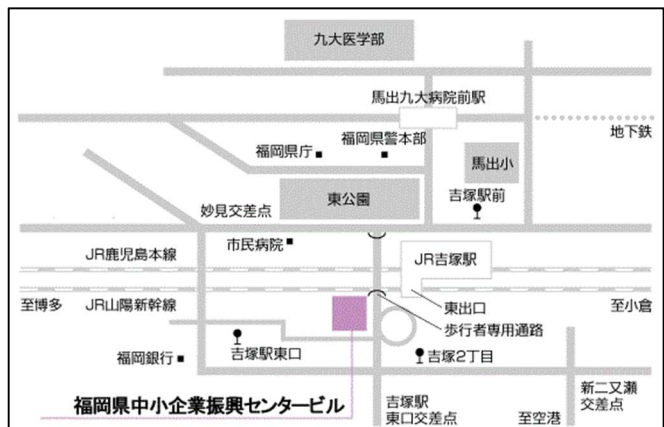 九大医学部
馬出九大病院前駅
地下鉄
福岡県庁
福岡県警本部
馬出小
東公園
吉塚駅前
妙見交差点
市民病院
JR鹿児島本線
JR吉塚駅
至博多
JR山陽新幹線
東出口
至小倉
歩行者専用通路
吉塚駅東口
福岡銀行
吉塚2丁目
福岡県中小企業振興センタービル
吉塚駅
東口交差点
至空港
新二又瀬
交差点